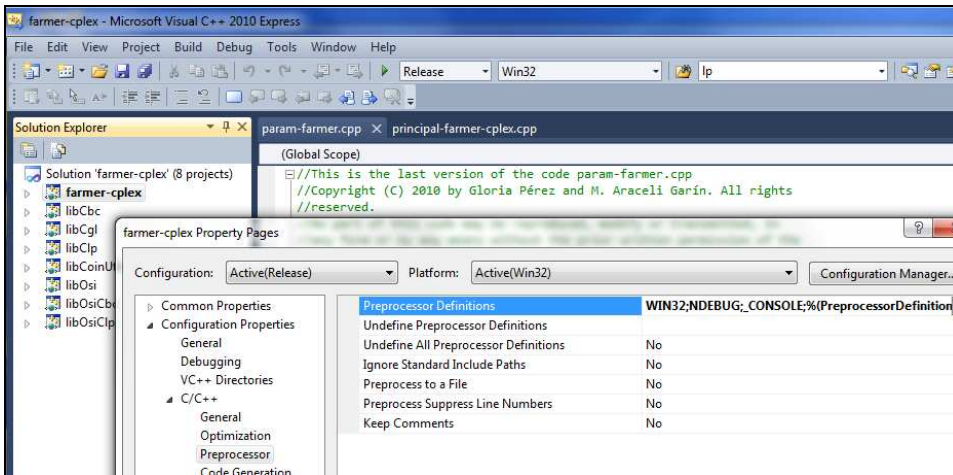 farmer-cplex - Microsoft Visual C++ 2010 Express
File Edit View Project Build Debug Tools Window Help
Release Win32 lp
Solution Explorer
param-farmer.cpp principal-farmer-cplex.cpp
(Global Scope)
Solution 'farmer-cplex' (8 projects)
farmer-cplex
libCbc
libCgl
libClp
libCoinUt
libOsi
libOsiCbc
libOsiClp
//This is the last version of the code param-farmer.cpp
//Copyright (C) 2010 by Gloria Pérez and M. Araceli Garín. All rights
//reserved.
farmer-cplex Property Pages
Configuration: Active(Release) Platform: Active(Win32) Configuration Manager..
Common Properties
Configuration Properties
General
Debugging
VC++ Directories
C/C++
General
Optimization
Preprocessor
Code Generation
Preprocessor Definitions WIN32;NDEBUG;_CONSOLE;%(PreprocessorDefinition
Undefine Preprocessor Definitions
Undefine All Preprocessor Definitions No
Ignore Standard Include Paths No
Preprocess to a File No
Preprocess Suppress Line Numbers No
Keep Comments No